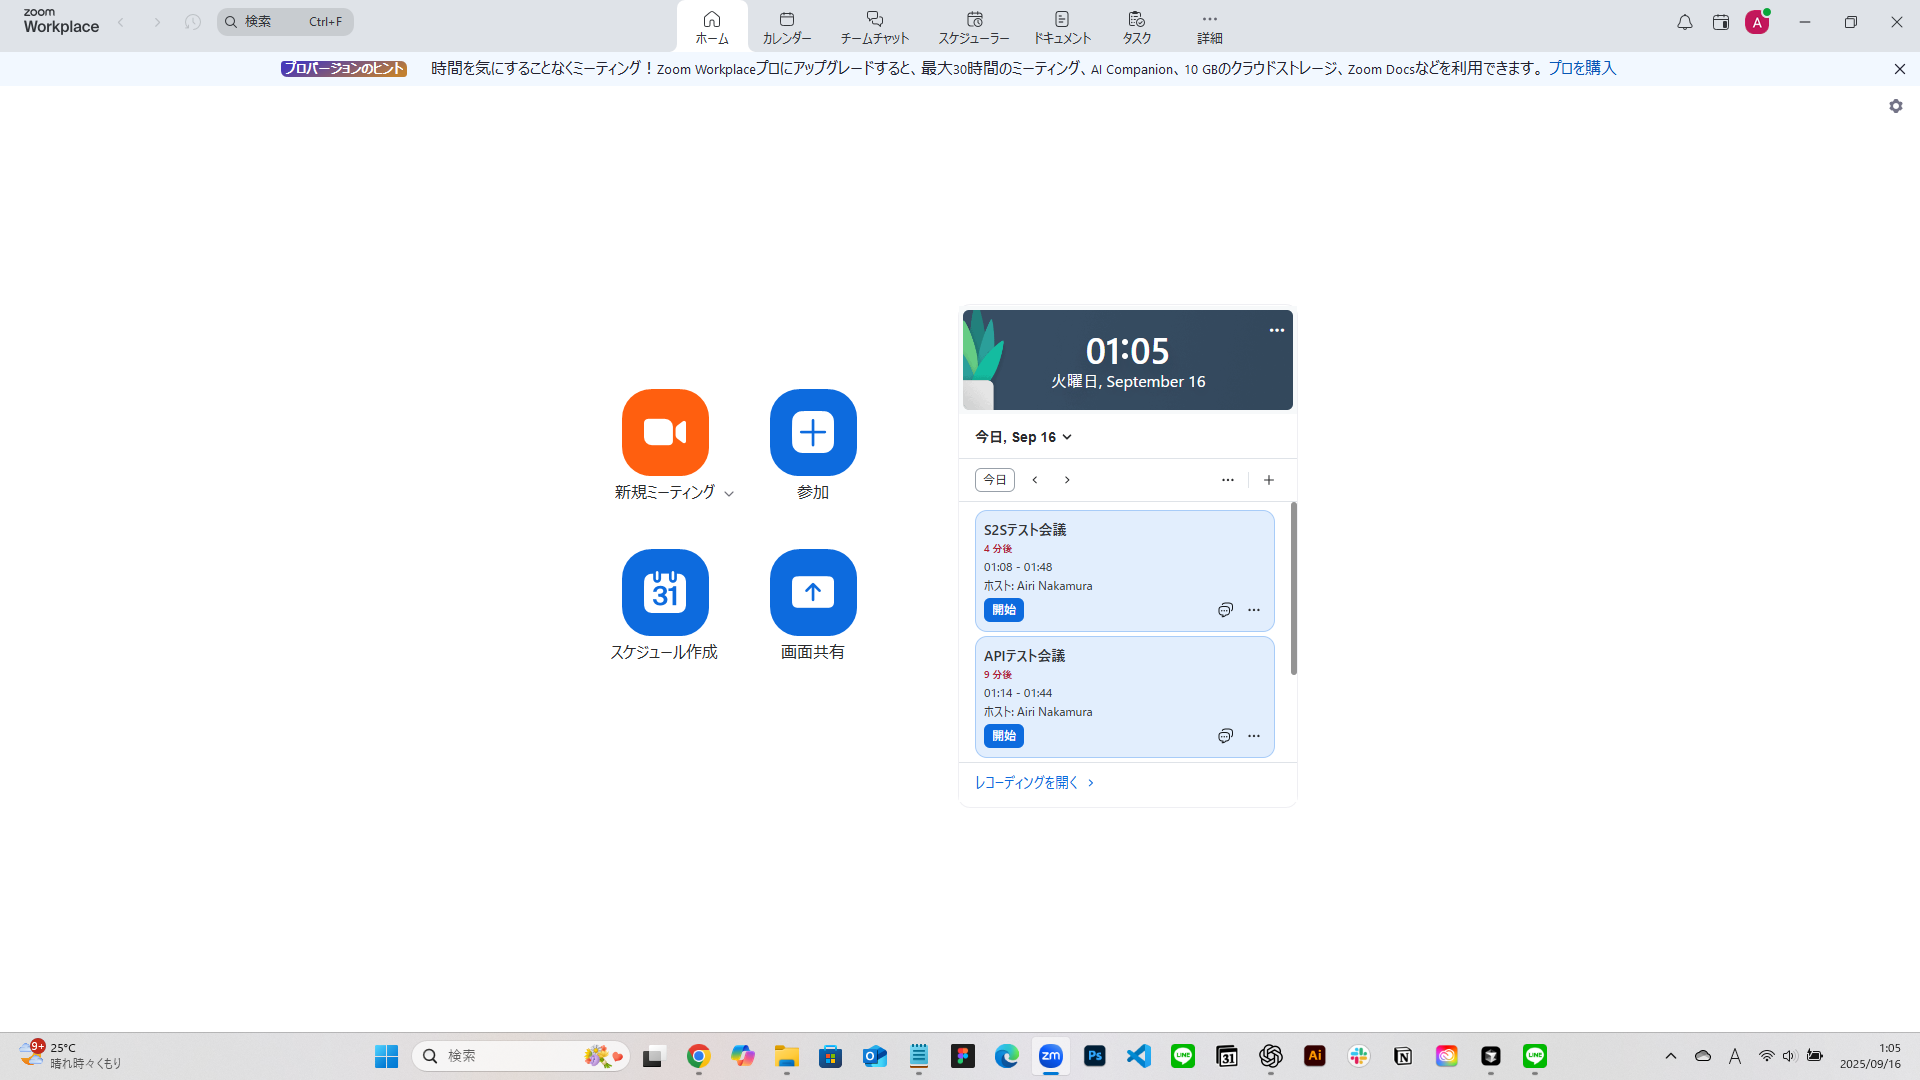 zoom
Workplace
検索 Ctrl+F
ホーム カレンダー チームチャット スケジューラー ドキュメント タスク 詳細
A
プロバージョンのヒント 時間を気にすることなくミーティング！Zoom Workplaceプロにアップグレードすると、最大30時間のミーティング、AI Companion、10 GBのクラウドストレージ、Zoom Docsなどを利用できます。 プロを購入
新規ミーティング
参加
31
スケジュール作成
画面共有
01:05
火曜日, September 16
今日, Sep 16
今日
S2Sテスト会議
4 分後
01:08 - 01:48
ホスト: Airi Nakamura
開始
APIテスト会議
9 分後
01:14 - 01:44
ホスト: Airi Nakamura
開始
レコーディングを開く
9+
25°C
晴れ時々くもり
検索
zm
Ps
LINE
31
Ai
LINE
A
1:05
2025/09/16